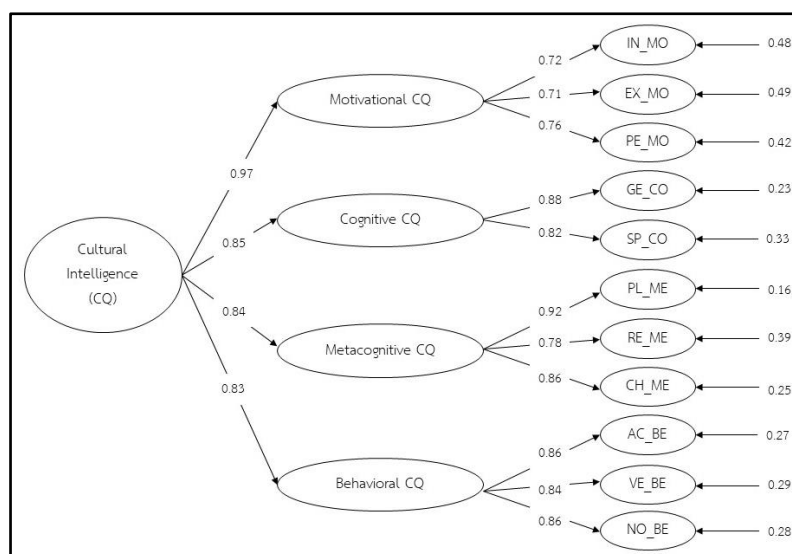 Cultural
Intelligence
(CQ)
0.97
0.85
0.84
0.83
Motivational CQ
Cognitive CQ
Metacognitive CQ
Behavioral CQ
0.72
0.71
0.76
0.88
0.82
0.92
0.78
0.86
0.86
0.84
0.86
IN_MO
EX_MO
PE_MO
GE_CO
SP_CO
PL_ME
RE_ME
CH_ME
AC_BE
VE_BE
NO_BE
0.48
0.49
0.42
0.23
0.33
0.16
0.39
0.25
0.27
0.29
0.28